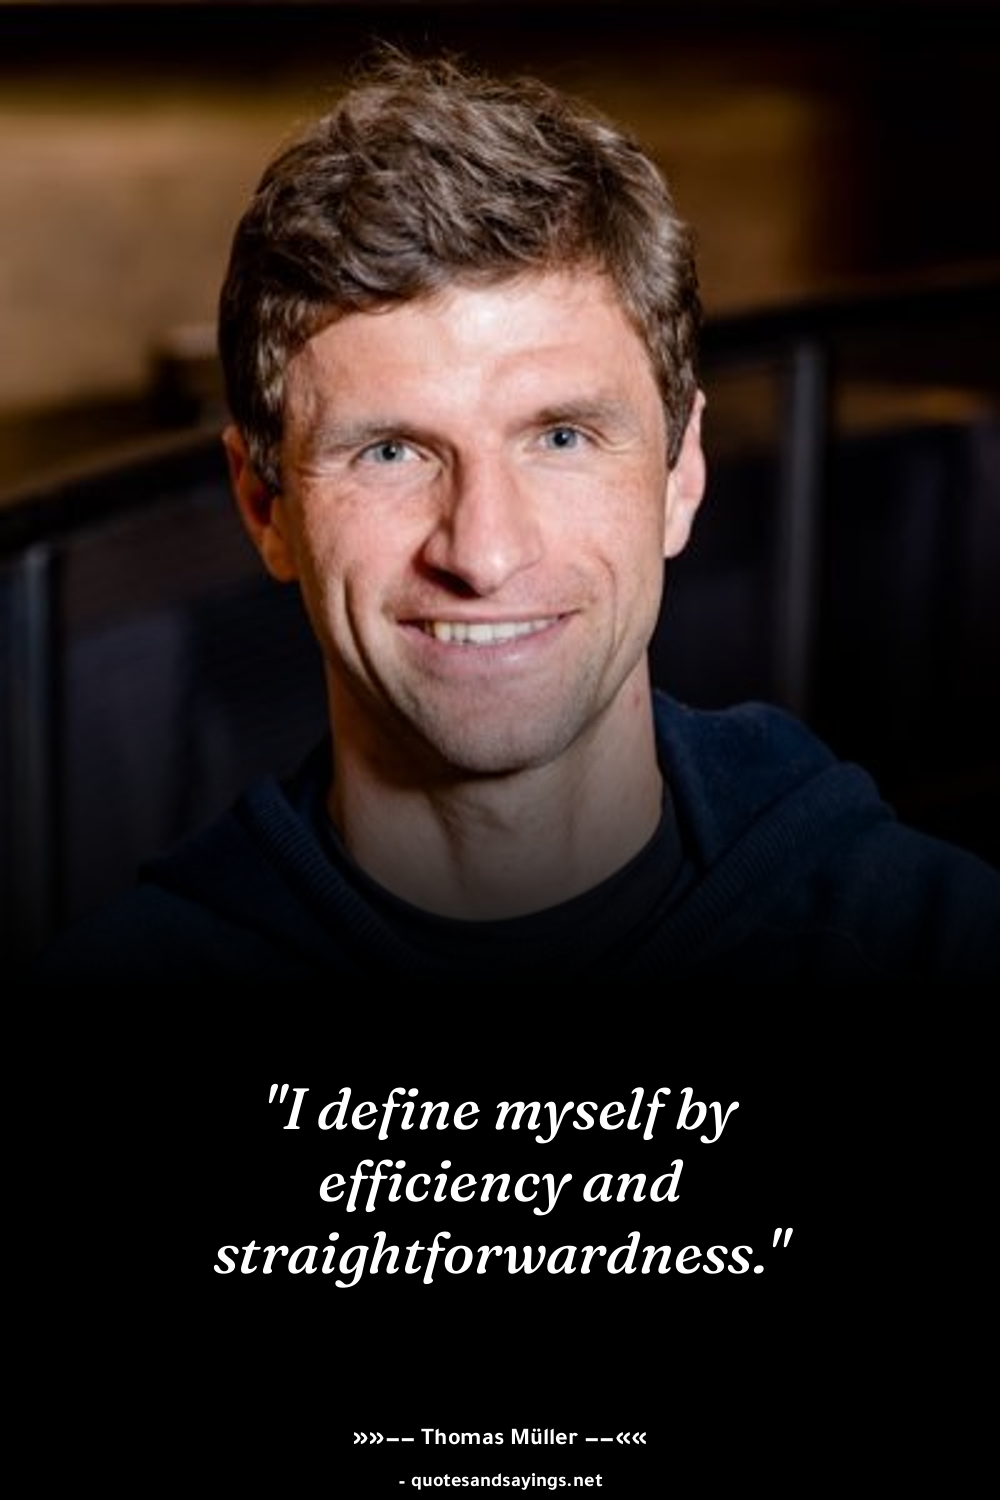 "I define myself by
efficiency and
straightforwardness."
»»−− Thomas Müller −−««
- quotesandsayings.net